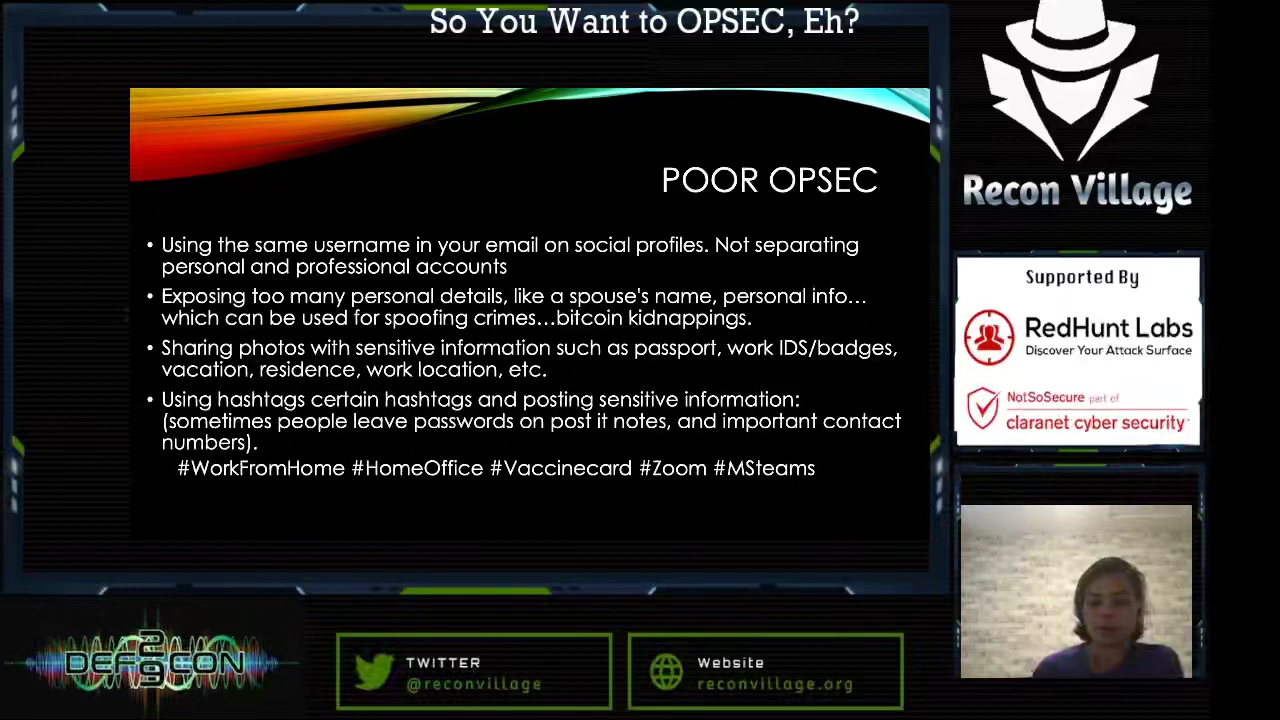 So You Want to OPSEC, Eh?
POOR OPSEC
• Using the same username in your email on social profiles. Not separating
personal and professional accounts
• Exposing too many personal details, like a spouse's name, personal info…
which can be used for spoofing crimes…bitcoin kidnappings.
• Sharing photos with sensitive information such as passport, work IDS/badges,
vacation, residence, work location, etc.
• Using hashtags certain hashtags and posting sensitive information:
(sometimes people leave passwords on post it notes, and important contact
numbers).
#WorkFromHome #HomeOffice #Vaccinecard #Zoom #MSteams
Recon Village
Supported By
RedHunt Labs
Discover Your Attack Surface
NotSoSecure part of
claranet cyber security
DEF CON
29
TWITTER
@reconvillage
Website
reconvillage.org